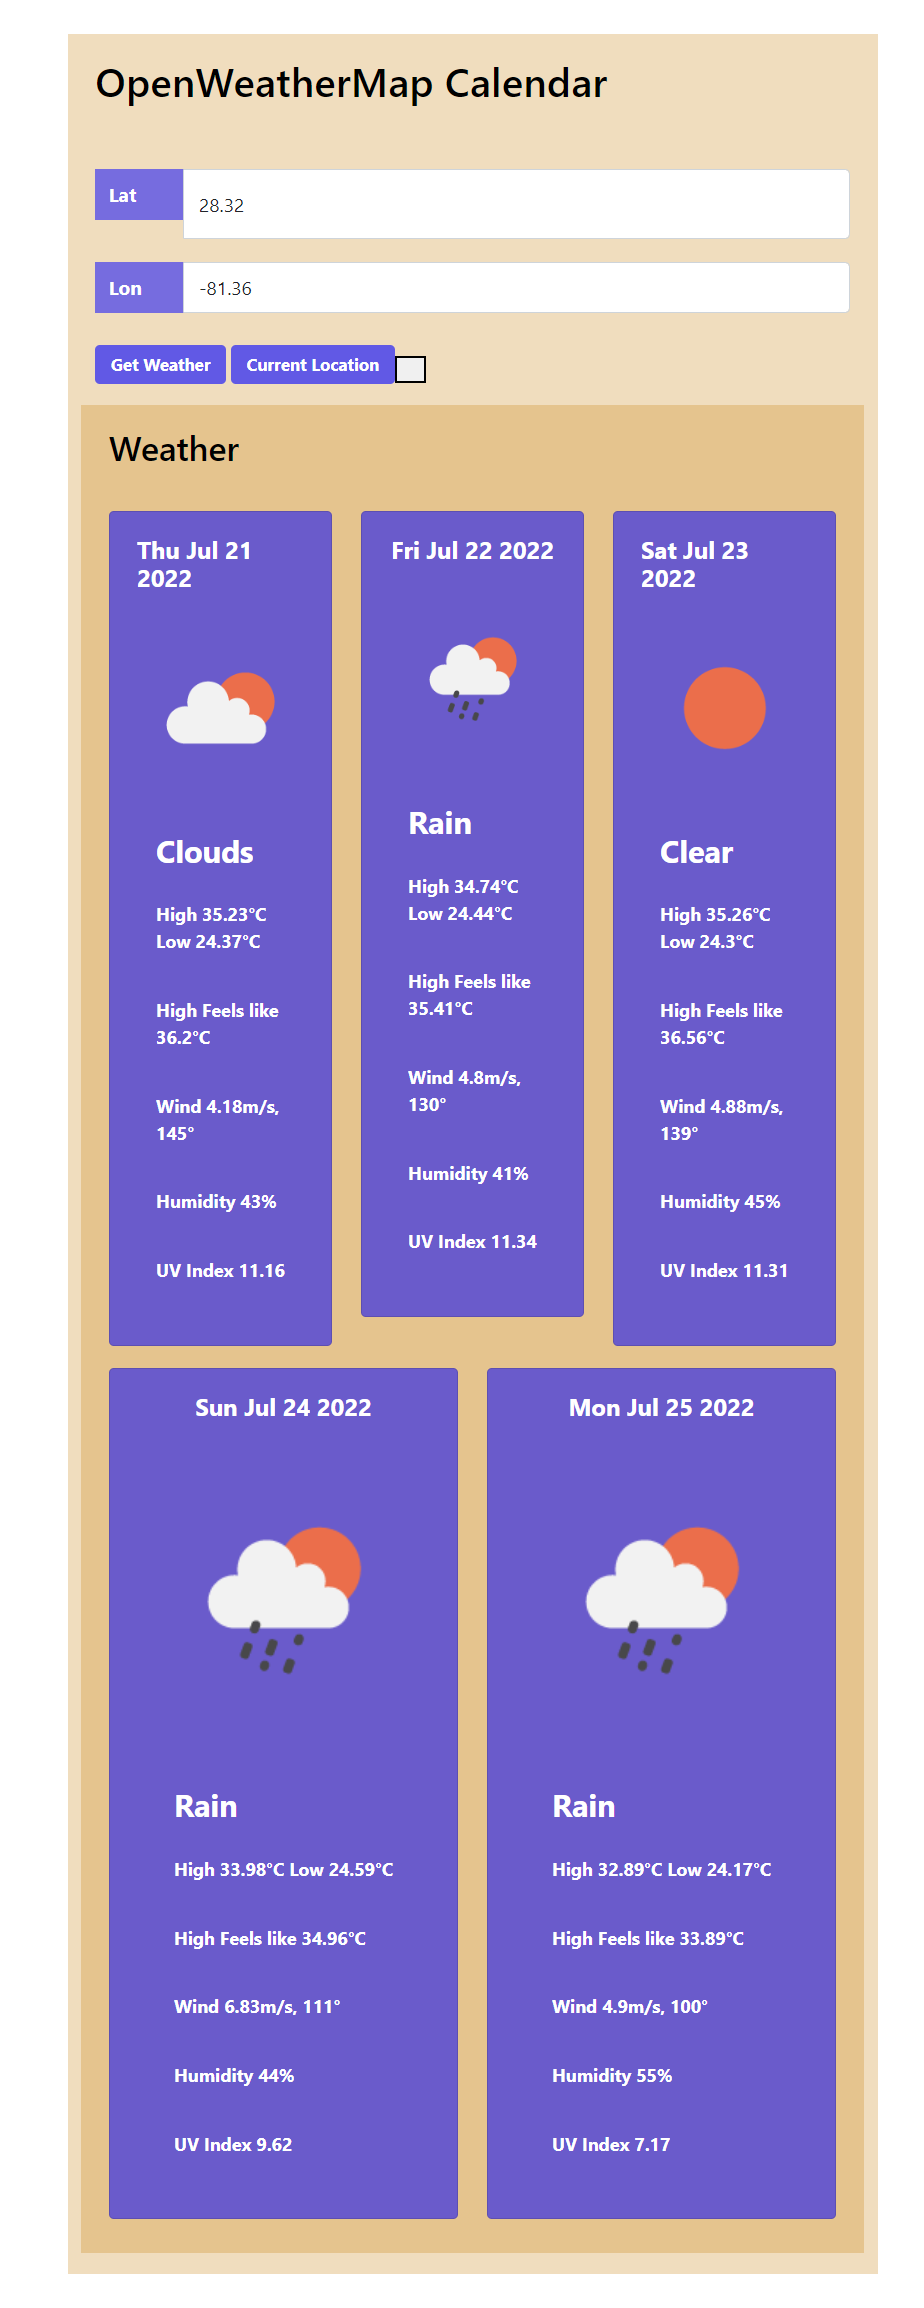 OpenWeatherMap Calendar
Lat
28.32
Lon
-81.36
Get Weather
Current Location
Weather
Thu Jul 21
2022
Clouds
High 35.23°C
Low 24.37°C
High Feels like
36.2°C
Wind 4.18m/s,
145°
Humidity 43%
UV Index 11.16
Fri Jul 22 2022
Rain
High 34.74°C
Low 24.44°C
High Feels like
35.41°C
Wind 4.8m/s,
130°
Humidity 41%
UV Index 11.34
Sat Jul 23
2022
Clear
High 35.26°C
Low 24.3°C
High Feels like
36.56°C
Wind 4.88m/s,
139°
Humidity 45%
UV Index 11.31
Sun Jul 24 2022
Rain
High 33.98°C Low 24.59°C
High Feels like 34.96°C
Wind 6.83m/s, 111°
Humidity 44%
UV Index 9.62
Mon Jul 25 2022
Rain
High 32.89°C Low 24.17°C
High Feels like 33.89°C
Wind 4.9m/s, 100°
Humidity 55%
UV Index 7.17